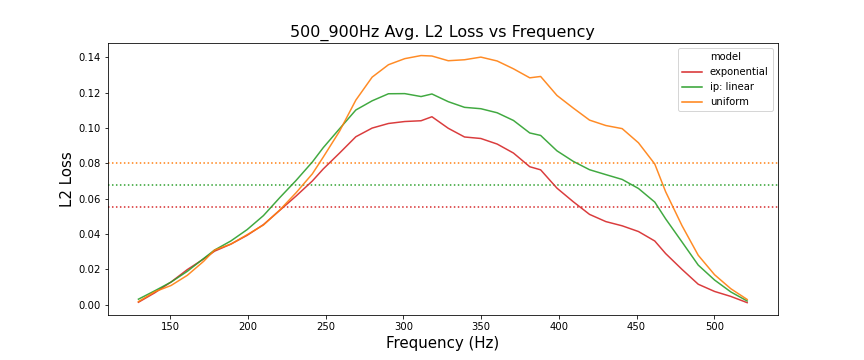 500_900Hz Avg. L2 Loss vs Frequency
model
exponential
ip: linear
uniform
L2 Loss
0.14
0.12
0.10
0.08
0.06
0.04
0.02
0.00
150 200 250 300 350 400 450 500
Frequency (Hz)